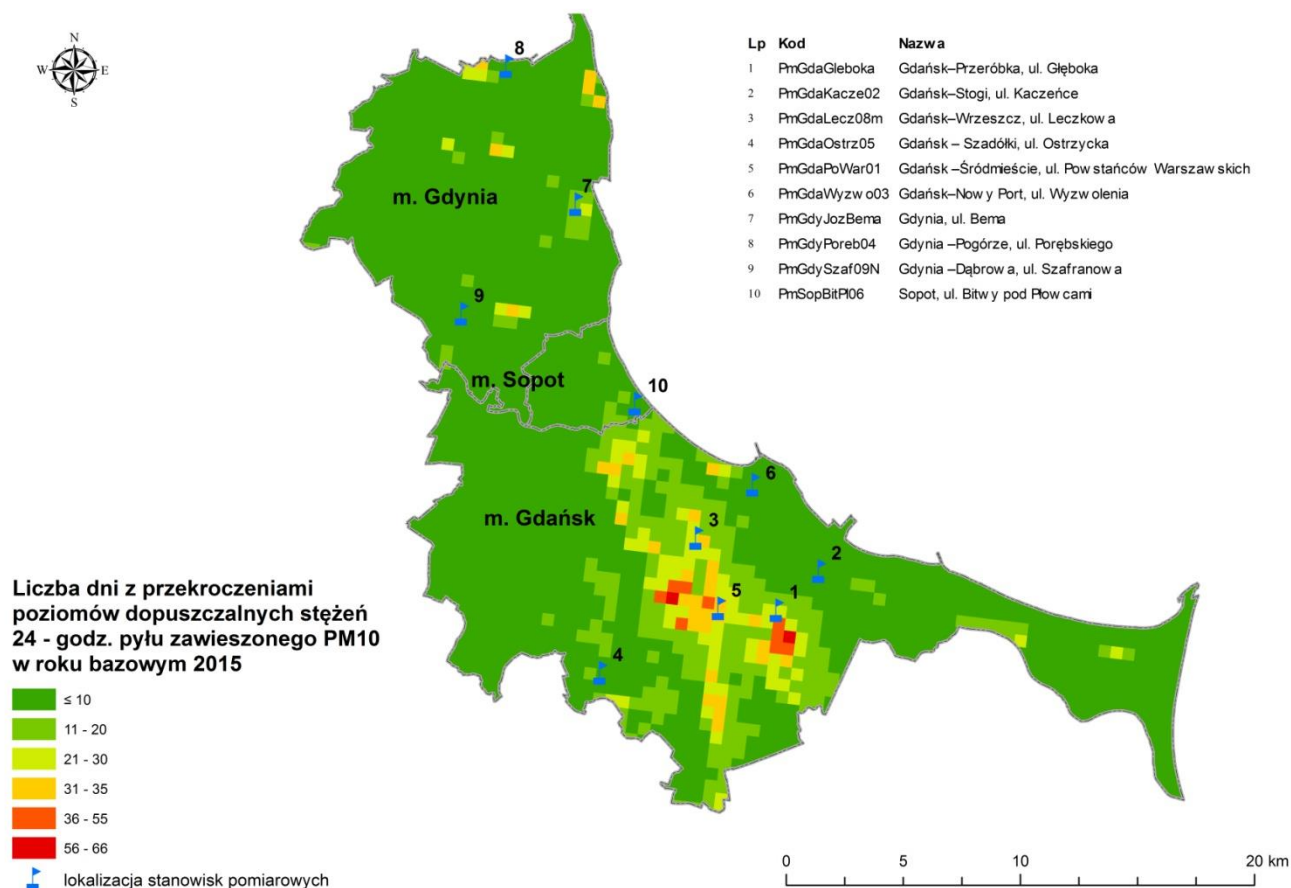 N
W E
S
8
7
m. Gdynia
9
m. Sopot
10
6
m. Gdańsk
3
2
5
1
4
Lp Kod Nazwa
1 PmGdaGleboka Gdańsk–Przeróbka, ul. Głęboka
2 PmGdaKacze02 Gdańsk–Stogi, ul. Kaczeńce
3 PmGdaLecz08m Gdańsk–Wrzeszcz, ul. Leczkowa
4 PmGdaOstrz05 Gdańsk – Szadółki, ul. Ostrzycka
5 PmGdaPoWar01 Gdańsk –Śródmieście, ul. Powstańców Warszawskich
6 PmGdaWyzwo03 Gdańsk–Nowy Port, ul. Wyzwolenia
7 PmGdyJozBema Gdynia, ul. Bema
8 PmGdyPoreb04 Gdynia –Pogórze, ul. Porębskiego
9 PmGdySzaf09N Gdynia –Dąbrowa, ul. Szafranowa
10 PmSopBitPl06 Sopot, ul. Bitwy pod Płowcami
Liczba dni z przekroczeniami
poziomów dopuszczalnych stężeń
24 - godz. pyłu zawieszonego PM10
w roku bazowym 2015
≤ 10
11 - 20
21 - 30
31 - 35
36 - 55
56 - 66
lokalizacja stanowisk pomiarowych
0 5 10 20 km